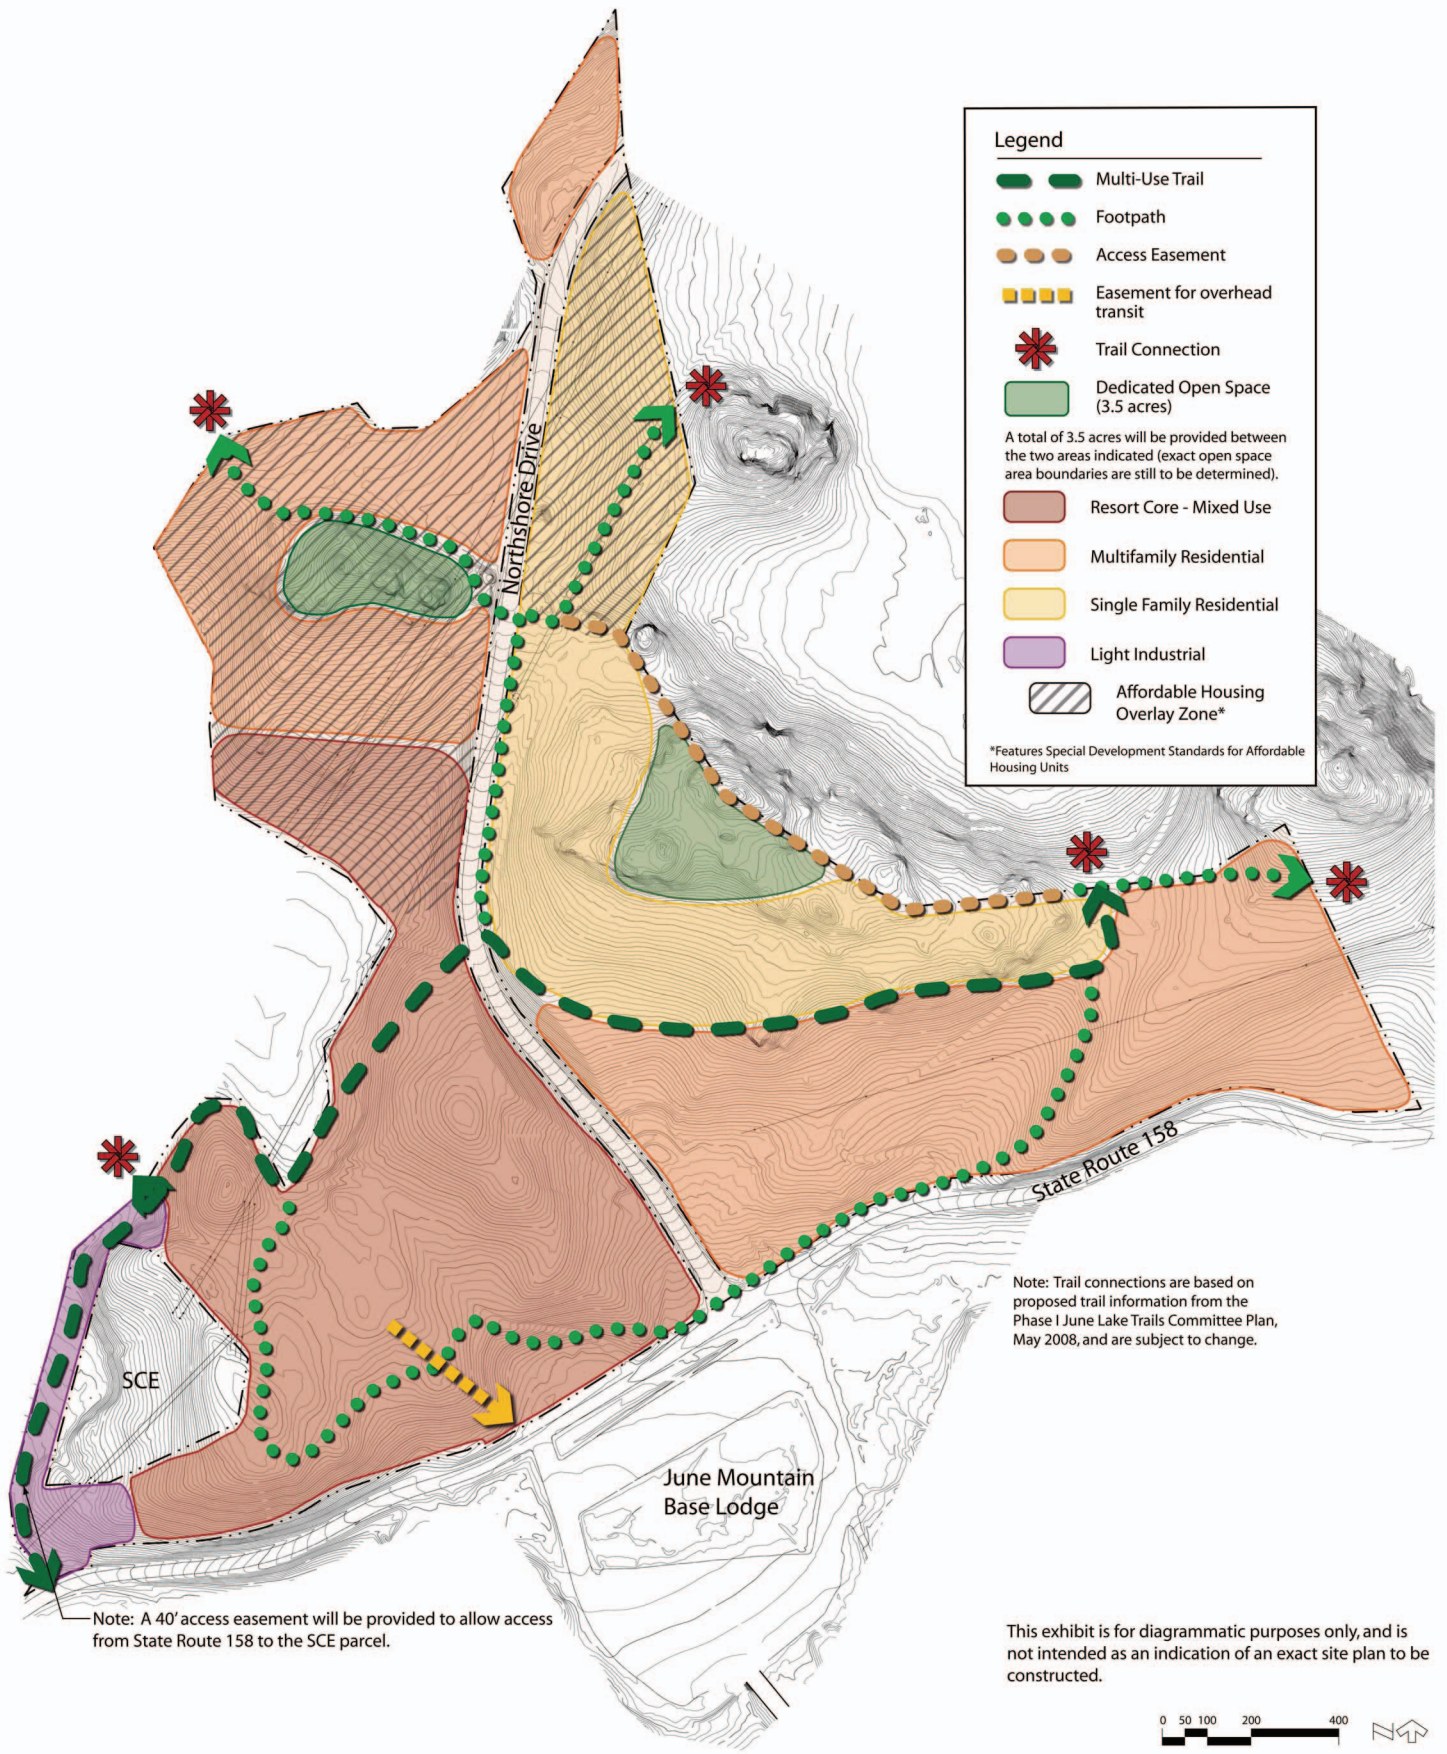 Legend
Multi-Use Trail
Footpath
Access Easement
Easement for overhead
transit
Trail Connection
Dedicated Open Space
(3.5 acres)
A total of 3.5 acres will be provided between
the two areas indicated (exact open space
area boundaries are still to be determined).
Resort Core - Mixed Use
Multifamily Residential
Single Family Residential
Light Industrial
Affordable Housing
Overlay Zone*
*Features Special Development Standards for Affordable
Housing Units
Northshore Drive
State Route 158
Note: Trail connections are based on
proposed trail information from the
Phase I June Lake Trails Committee Plan,
May 2008, and are subject to change.
SCE
June Mountain
Base Lodge
Note: A 40' access easement will be provided to allow access
from State Route 158 to the SCE parcel.
This exhibit is for diagrammatic purposes only, and is
not intended as an indication of an exact site plan to be
constructed.
0 50 100 200 400
N